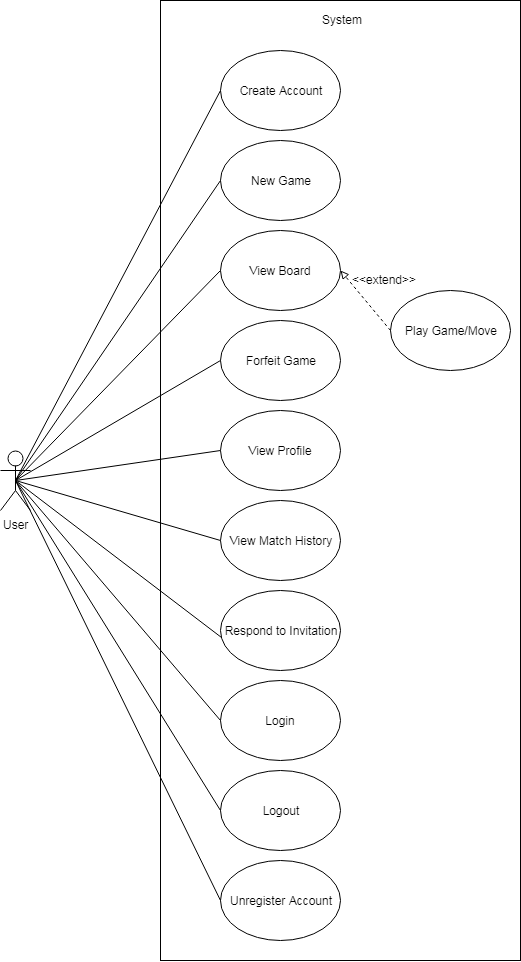 System
Create Account
New Game
View Board
<<extend>>
Play Game/Move
Forfeit Game
View Profile
User
View Match History
Respond to Invitation
Login
Logout
Unregister Account